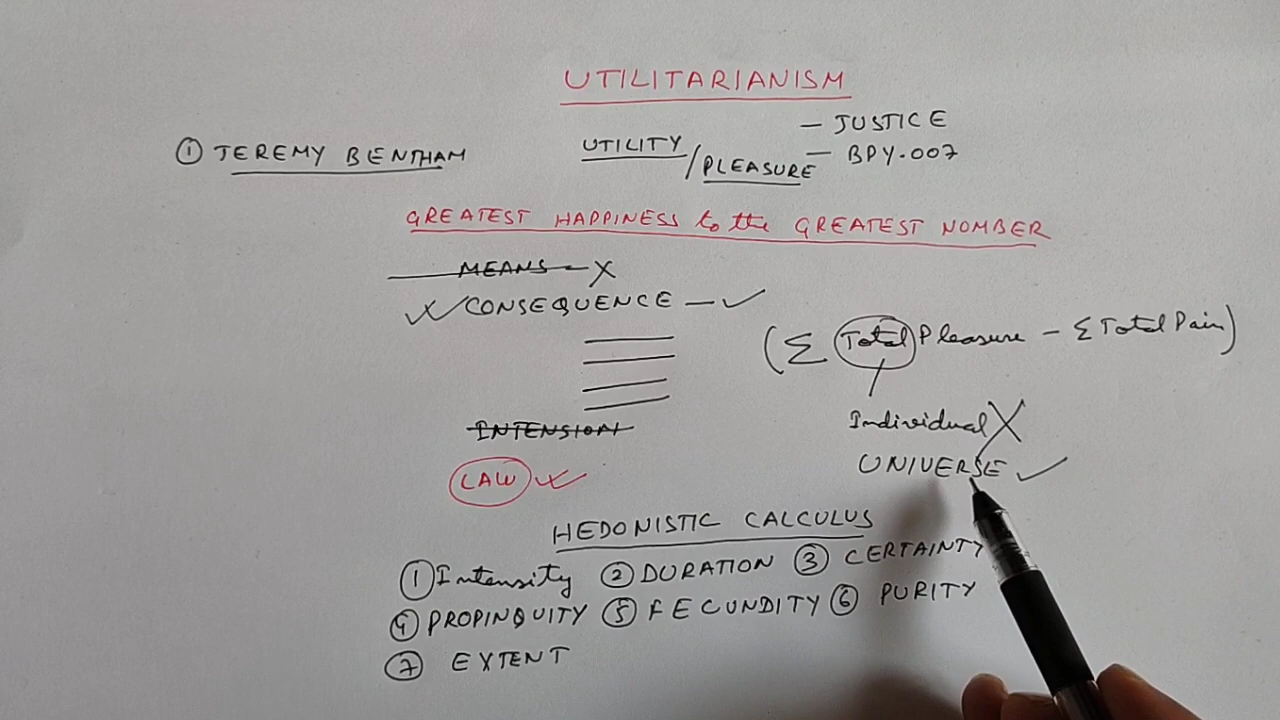 UTILITARIANISM
① JEREMY BENTHAM
UTILITY / PLEASURE
— JUSTICE
— BPY-007
GREATEST HAPPINESS to the GREATEST NOMBER
MEANS - X
CONSEQUENCE - ✓
(Σ Total Pleasure - Σ Total Pain)
INTENSION
Individual X
UNIVERSE ✓
LAW
HEDONISTIC CALCULUS
① Intensity ② DURATION ③ CERTAINTY
④ PROPINQUITY ⑤ FECUNDITY ⑥ PURITY
⑦ EXTENT